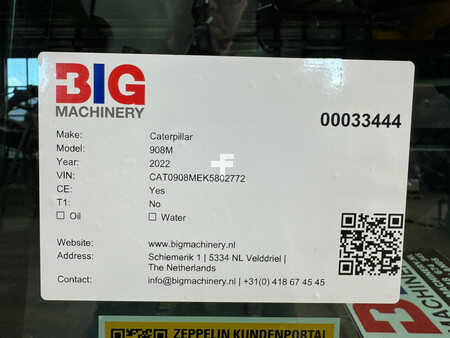 BIG
MACHINERY
00033444
Make: Caterpillar
Model: 908M
Year: 2022
VIN: CAT0908MEK5802772
CE: Yes
T1: No
☐ Oil ☐ Water
Website: www.bigmachinery.nl
Address: Schiemerik 1 | 5334 NL Velddriel |
The Netherlands
Contact: info@bigmachinery.nl | +31(0) 418 67 45 45
ZEPPELIN KUNDENPORTAL
MACHINERY